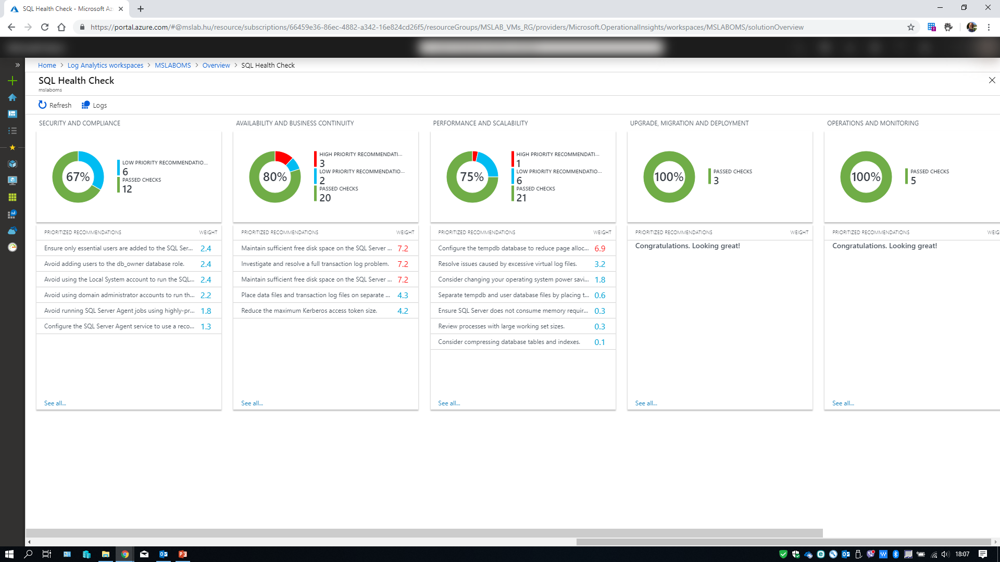 SQL Health Check - Microsoft Az
https://portal.azure.com/#@mslab.hu/resource/subscriptions/66459e36-86ec-4882-a342-16e824cd26f5/resourceGroups/MSLAB_VMs_RG/providers/Microsoft.OperationalInsights/workspaces/MSLABOMS/solutionOverview
Home > Log Analytics workspaces > MSLABOMS > Overview > SQL Health Check
SQL Health Check
mslaboms
Refresh Logs
SECURITY AND COMPLIANCE
67%
LOW PRIORITY RECOMMENDATIO...
6
PASSED CHECKS
12
PRIORITIZED RECOMMENDATIONS WEIGHT
Ensure only essential users are added to the SQL Ser... 2.4
Avoid adding users to the db_owner database role. 2.4
Avoid using the Local System account to run the SQL... 2.4
Avoid using domain administrator accounts to run th... 2.2
Avoid running SQL Server Agent jobs using highly-pr... 1.8
Configure the SQL Server Agent service to use a reco... 1.3
See all...
AVAILABILITY AND BUSINESS CONTINUITY
80%
HIGH PRIORITY RECOMMENDATI...
3
LOW PRIORITY RECOMMENDATIO...
2
PASSED CHECKS
20
PRIORITIZED RECOMMENDATIONS WEIGHT
Maintain sufficient free disk space on the SQL Server ... 7.2
Investigate and resolve a full transaction log problem. 7.2
Maintain sufficient free disk space on the SQL Server ... 7.2
Place data files and transaction log files on separate ... 4.3
Reduce the maximum Kerberos access token size. 4.2
See all...
PERFORMANCE AND SCALABILITY
75%
HIGH PRIORITY RECOMMENDATI...
1
LOW PRIORITY RECOMMENDATIO...
6
PASSED CHECKS
21
PRIORITIZED RECOMMENDATIONS WEIGHT
Configure the tempdb database to reduce page alloc... 6.9
Resolve issues caused by excessive virtual log files. 3.2
Consider changing your operating system power savi... 1.8
Separate tempdb and user database files by placing t... 0.6
Ensure SQL Server does not consume memory requir... 0.3
Review processes with large working set sizes. 0.3
Consider compressing database tables and indexes. 0.1
See all...
UPGRADE, MIGRATION AND DEPLOYMENT
100%
PASSED CHECKS
3
PRIORITIZED RECOMMENDATIONS WEIGHT
Congratulations. Looking great!
See all...
OPERATIONS AND MONITORING
100%
PASSED CHECKS
5
PRIORITIZED RECOMMENDATIONS WEIG
Congratulations. Looking great!
See all...
18:07